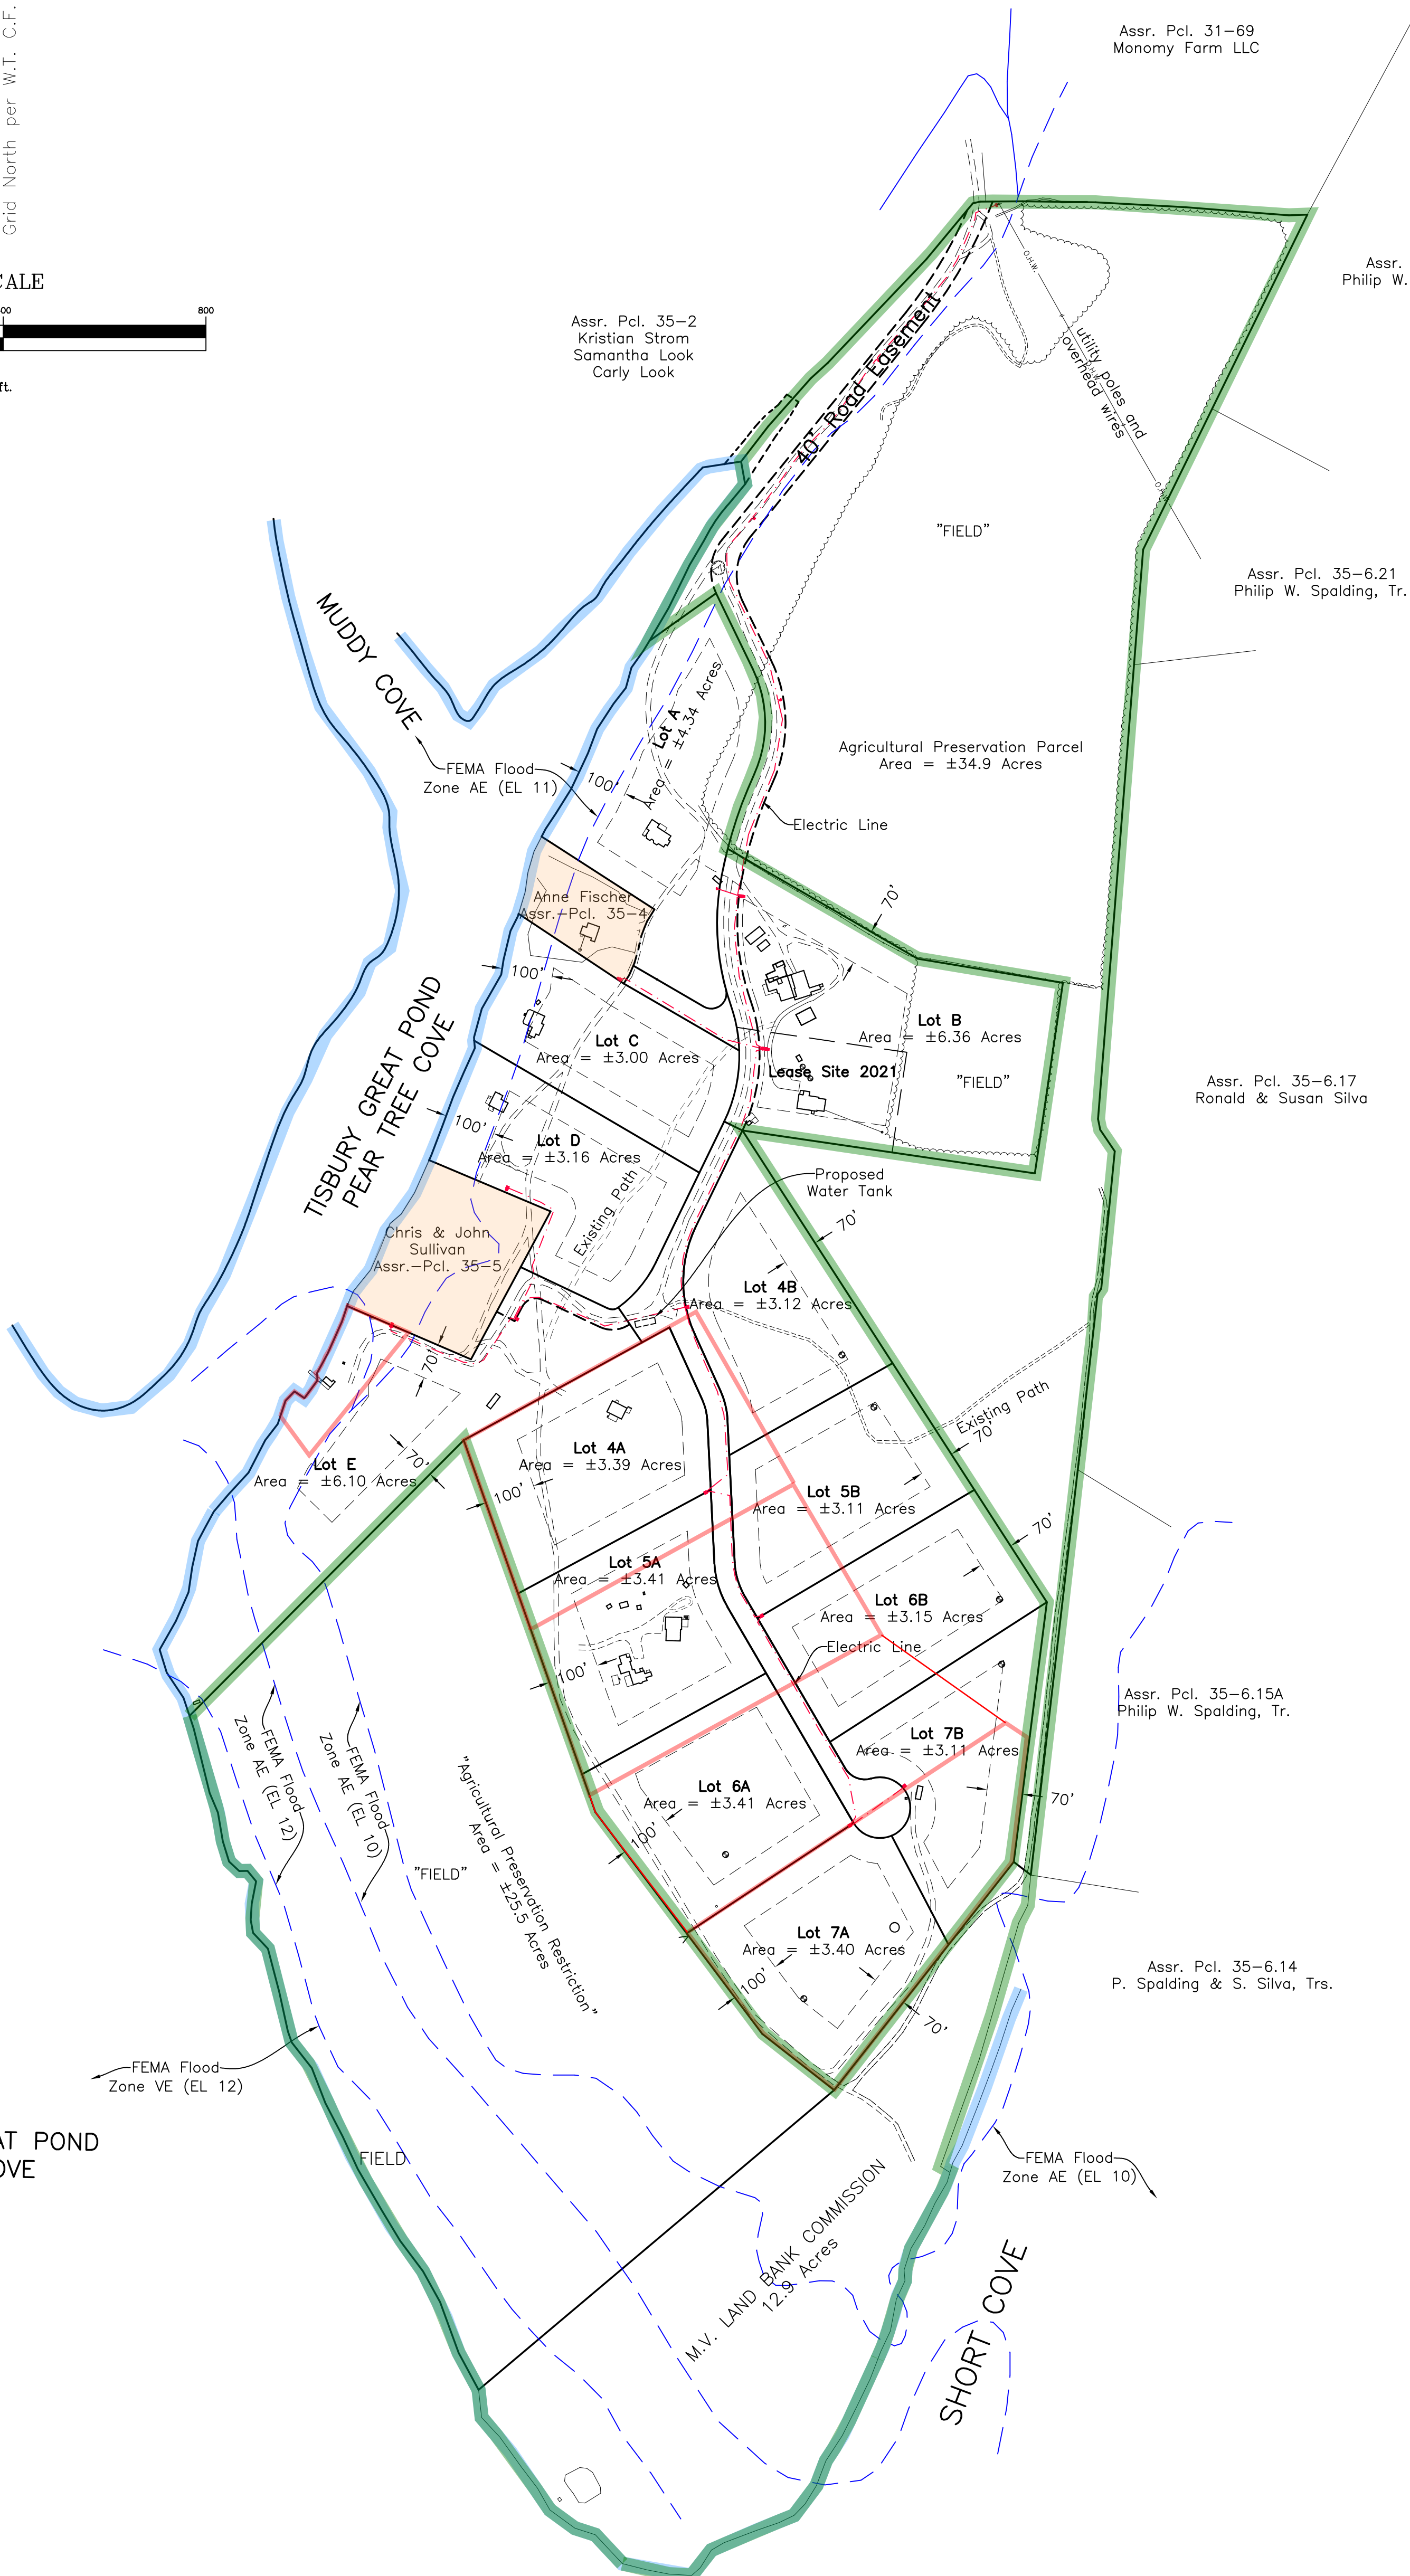 Grid North per W.T. C.F.
Assr. Pcl. 31-69
Monomy Farm LLC
CALE
800
ft.
Assr.
Philip W.
Assr. Pcl. 35-2
Kristian Strom
Samantha Look
Carly Look
40' Road Easement
O.H.W.
utility poles and
overhead wires
O.H.W.
O.H.W.
"FIELD"
Assr. Pcl. 35-6.21
Philip W. Spalding, Tr.
MUDDY COVE
Lot A
Area = ±4.34 Acres
FEMA Flood
Zone AE (EL 11)
100'
Agricultural Preservation Parcel
Area = ±34.9 Acres
Electric Line
Anne Fischer
Assr.-Pcl. 35-4
70'
100'
TISBURY GREAT POND
PEAR TREE COVE
Lot C
Area = ±3.00 Acres
Lot B
Area = ±6.36 Acres
Lease Site 2021
"FIELD"
Assr. Pcl. 35-6.17
Ronald & Susan Silva
100'
Lot D
Area = ±3.16 Acres
Existing Path
Proposed
Water Tank
Chris & John
Sullivan
Assr.-Pcl. 35-5
70'
Lot 4B
Area = ±3.12 Acres
70'
Existing Path
70'
Lot E
Area = ±6.10 Acres
70'
Lot 4A
Area = ±3.39 Acres
100'
Lot 5B
Area = ±3.11 Acres
70'
Lot 5A
Area = ±3.41 Acres
Lot 6B
Area = ±3.15 Acres
Electric Line
100'
Assr. Pcl. 35-6.15A
Philip W. Spalding, Tr.
FEMA Flood
Zone AE (EL 12)
FEMA Flood
Zone AE (EL 10)
Lot 7B
Area = ±3.11 Acres
70'
Lot 6A
Area = ±3.41 Acres
100'
"Agricultural Preservation Restriction"
Area = ±25.5 Acres
"FIELD"
Lot 7A
Area = ±3.40 Acres
100'
70'
Assr. Pcl. 35-6.14
P. Spalding & S. Silva, Trs.
FEMA Flood
Zone VE (EL 12)
AT POND
OVE
FIELD
FEMA Flood
Zone AE (EL 10)
M.V. LAND BANK COMMISSION
12.9 Acres
SHORT COVE